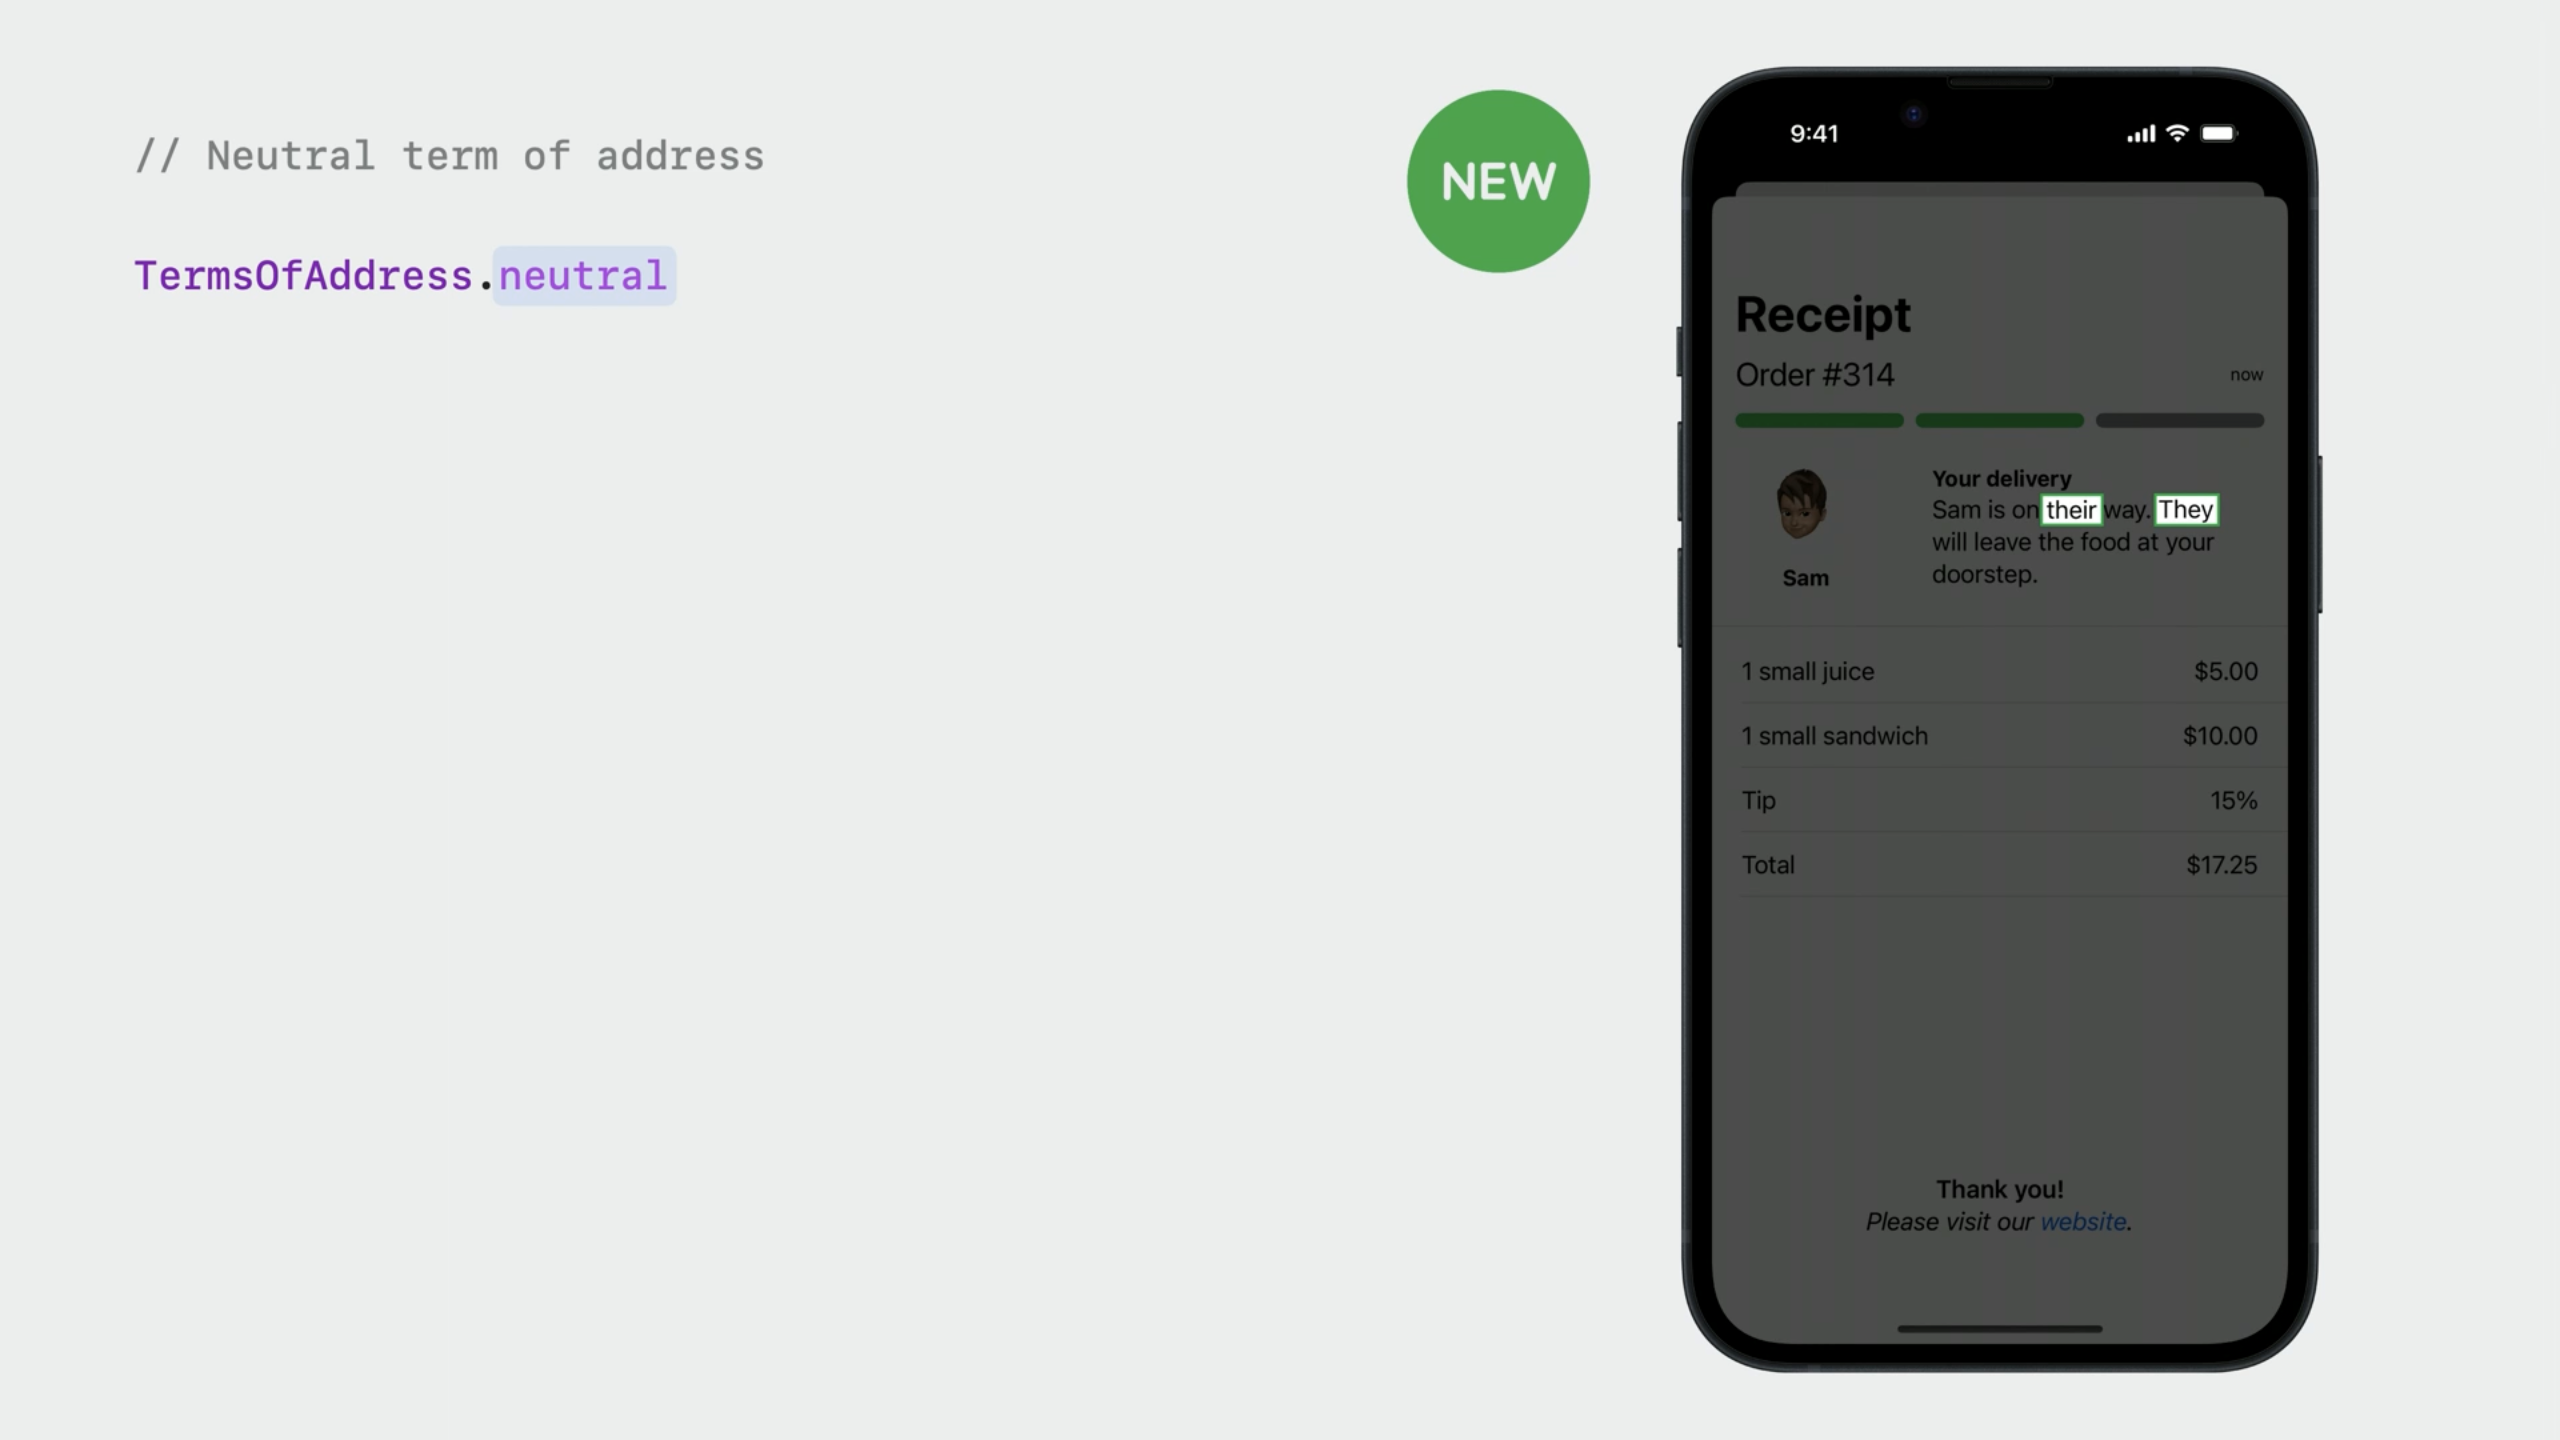 // Neutral term of address
TermsOfAddress.neutral
NEW
9:41
Receipt
Order #314 now
Your delivery
Sam is on their way. They
will leave the food at your
doorstep.
Sam
1 small juice $5.00
1 small sandwich $10.00
Tip 15%
Total $17.25
Thank you!
Please visit our website.